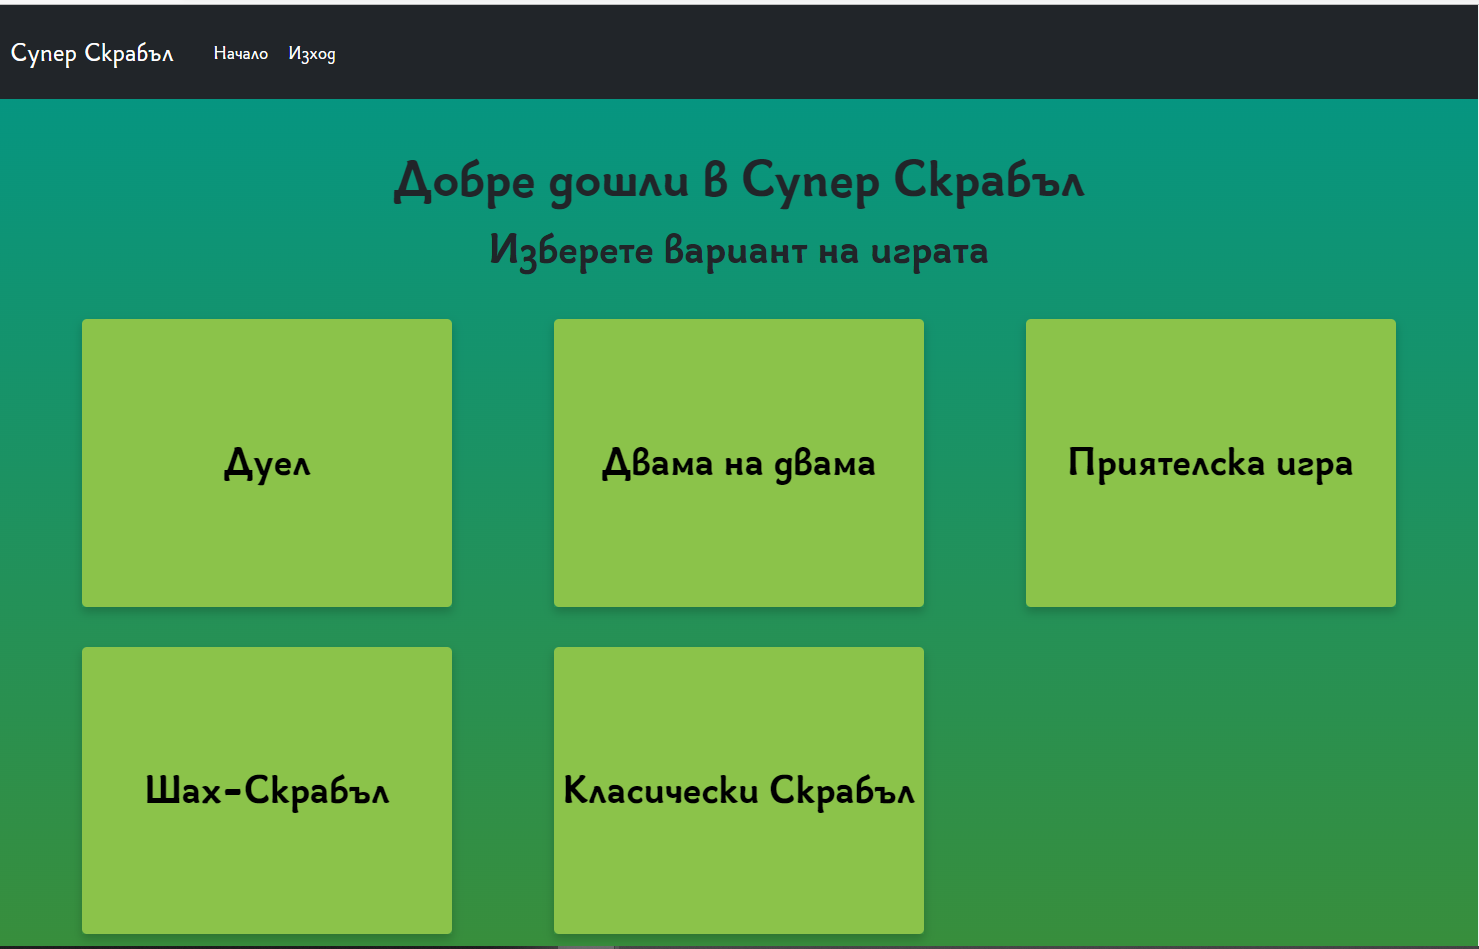 Супер Скрабъл Начало Изход
Добре дошли в Супер Скрабъл
Изберете вариант на играта
Дуел
Двама на двама
Приятелска игра
Шах-Скрабъл
Класически Скрабъл